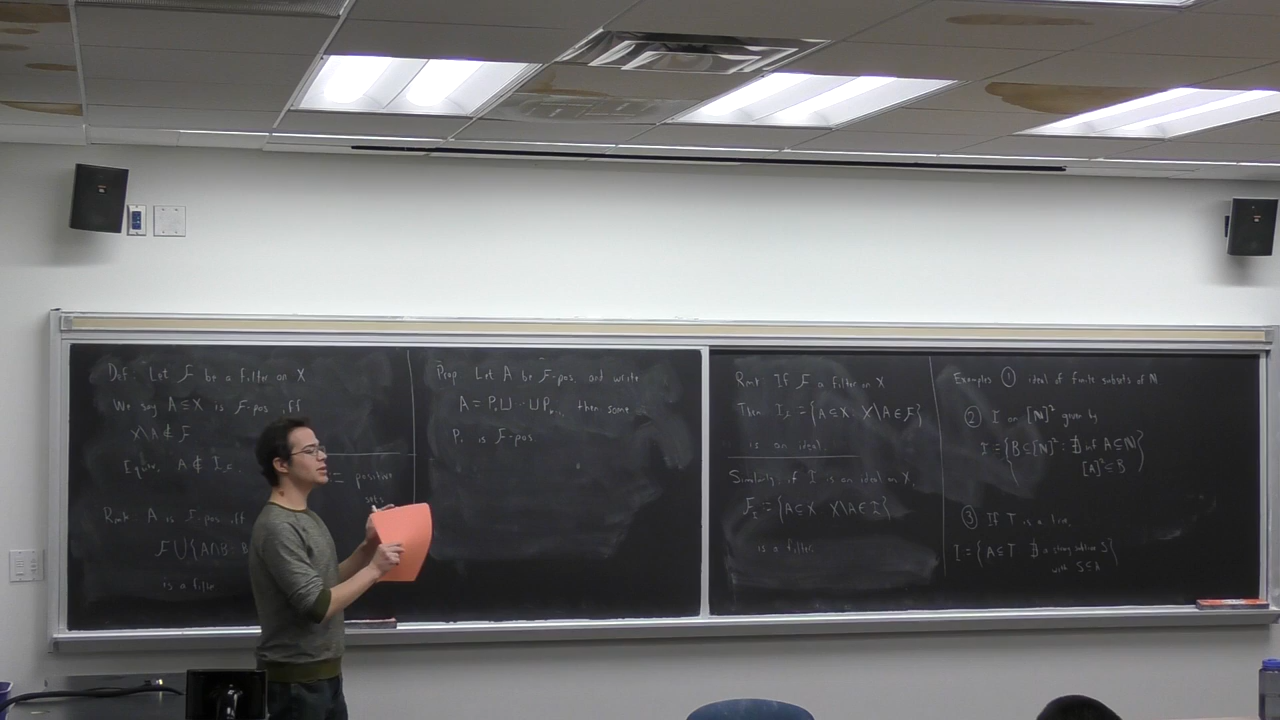 Def. Let F be a filter on X
We say A ⊆ X is F-pos. iff
X\A ∉ F
Equiv, A ∉ I_F
= positive
sets
Rmk: A is F-pos iff
F ∪ {A∩B : B
is a filter
Prop. Let A be F-pos. and write
A = P₀ ⊔ ... ⊔ Pₙ₋₁, then some
Pᵢ is F-pos.
Rmk If F a filter on X
Then I_F = {A ⊆ X : X\A ∈ F}
is an ideal.
Similarly, if I is an ideal on X,
F_I = {A ⊆ X : X\A ∈ I}
is a filter
Examples ① ideal of finite subsets of N
② I on [N]² given by
I = {B ⊆ [N]² : ∄ inf A ⊆ N
[A]² ⊆ B}
③ If T is a
I = {A ⊆ T : ∄ a strong subtree S
with S ⊆ A}